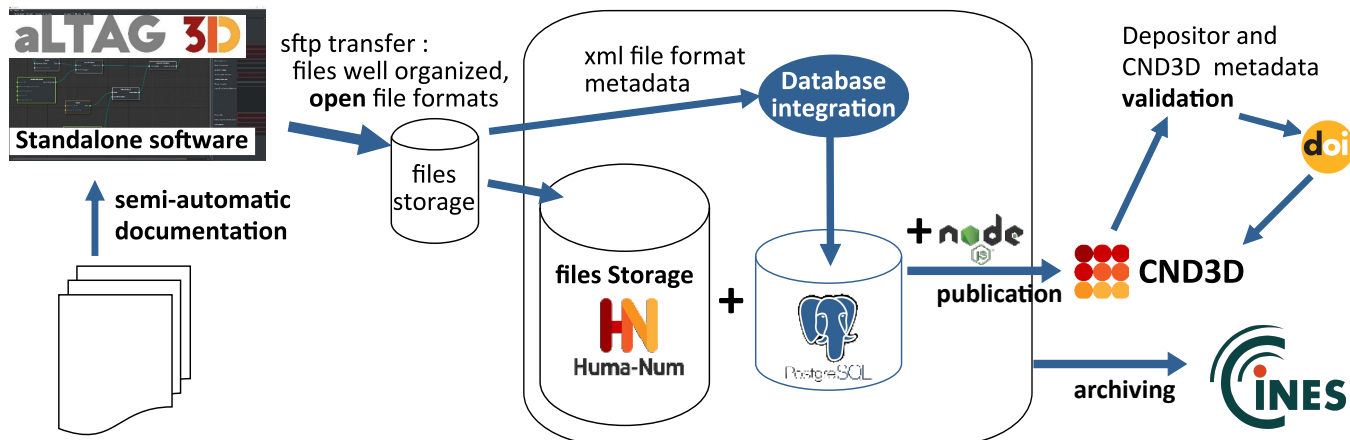 aLTAG 3D
Standalone software
semi-automatic
documentation
sftp transfer :
files well organized,
open file formats
files
storage
xml file format
metadata
Database
integration
files Storage
Huma-Num
+
PostgreSQL
+ node
JS
publication
CND3D
Depositor and
CND3D metadata
validation
doi
archiving
CINES